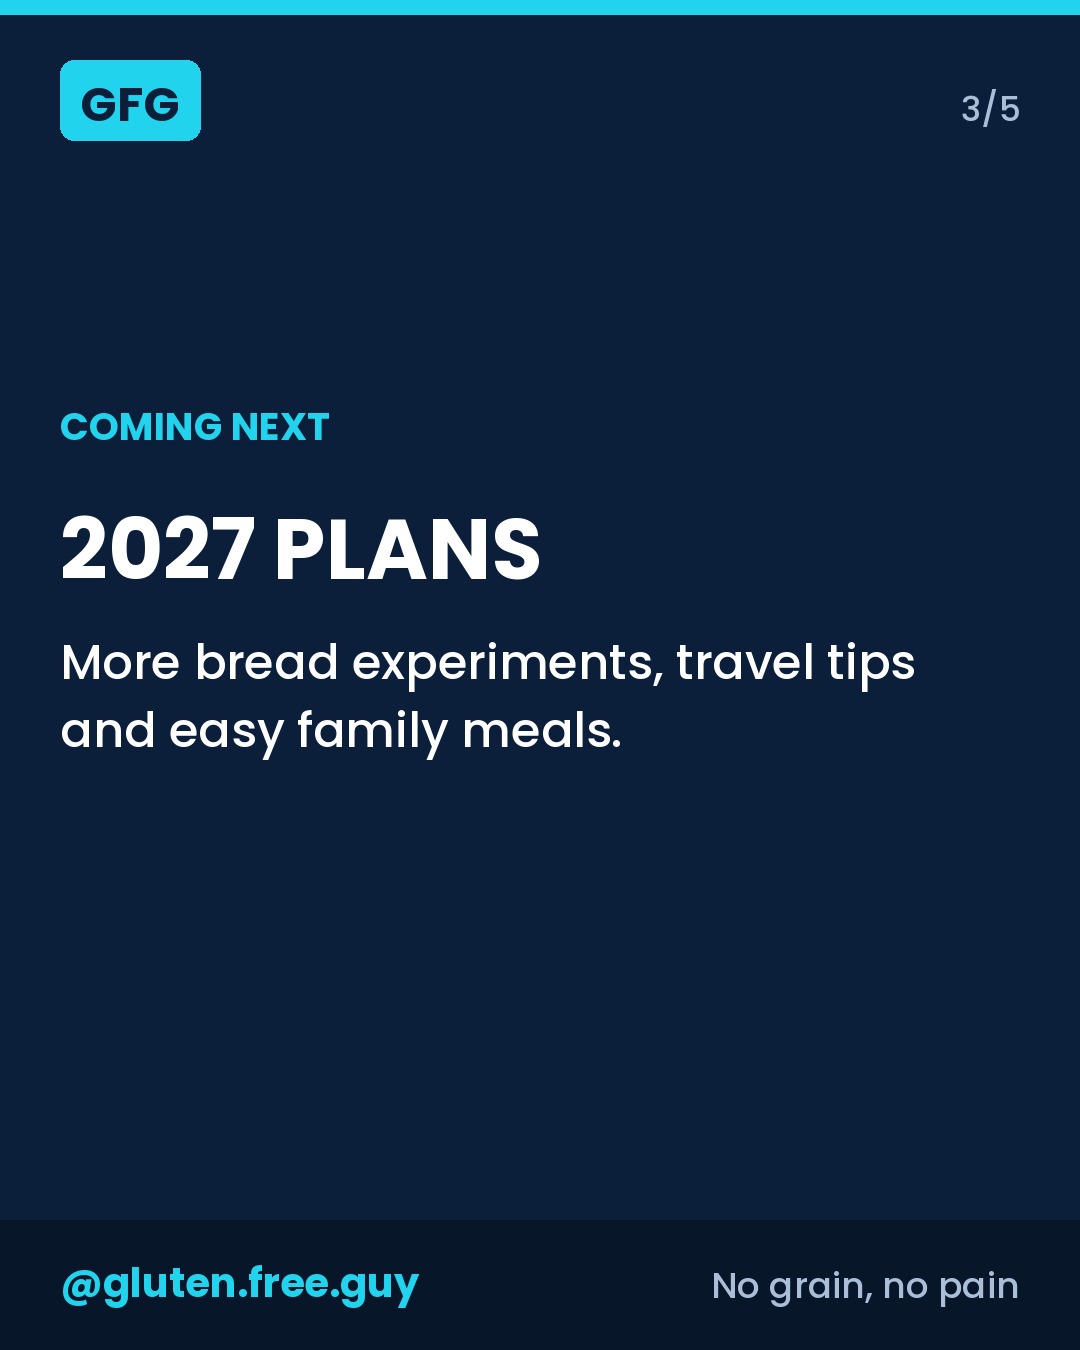 GFG
3/5
COMING NEXT
2027 PLANS
More bread experiments, travel tips
and easy family meals.
@gluten.free.guy
No grain, no pain